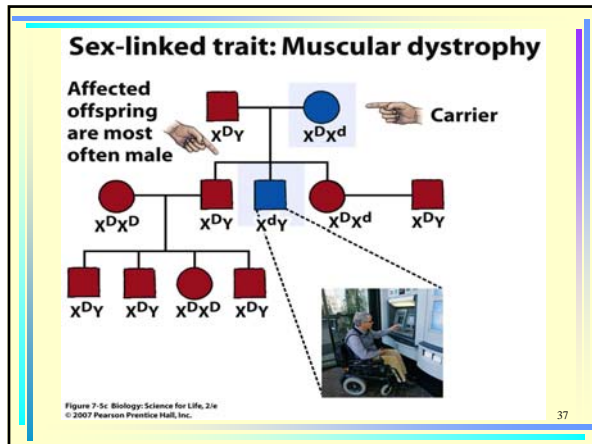 Sex-linked trait: Muscular dystrophy
Affected
offspring
are most
often male
XDY
XDXd
Carrier
XDXD
XDY
XdY
XDXd
XDY
XDY
XDY
XDXD
XDY
Figure 7-5c Biology: Science for Life, 2/e
© 2007 Pearson Prentice Hall, Inc.
37